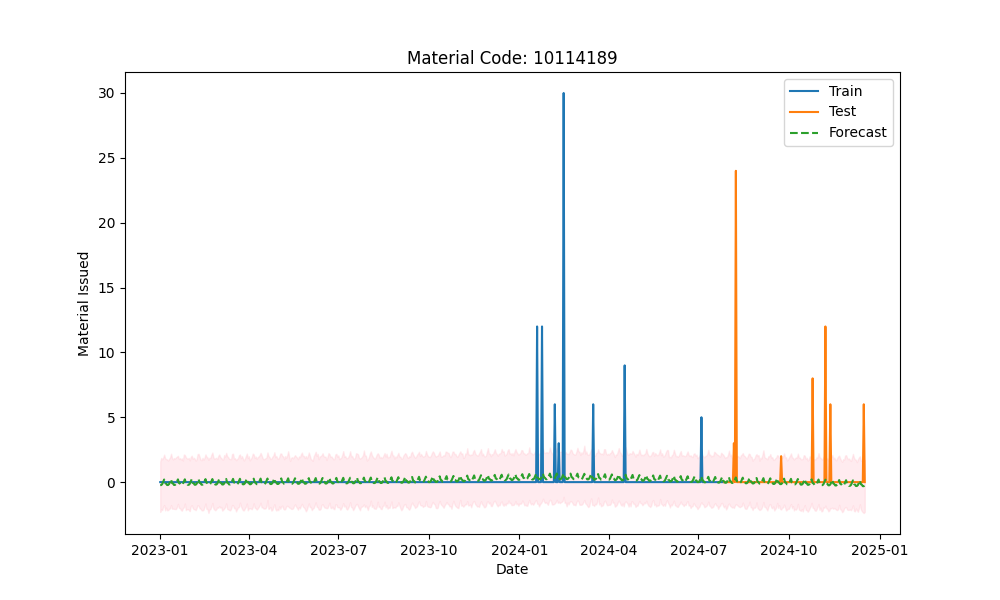 Material Code: 10114189
Train
Test
Forecast
Material Issued
30
25
20
15
10
5
0
2023-01 2023-04 2023-07 2023-10 2024-01 2024-04 2024-07 2024-10 2025-01
Date